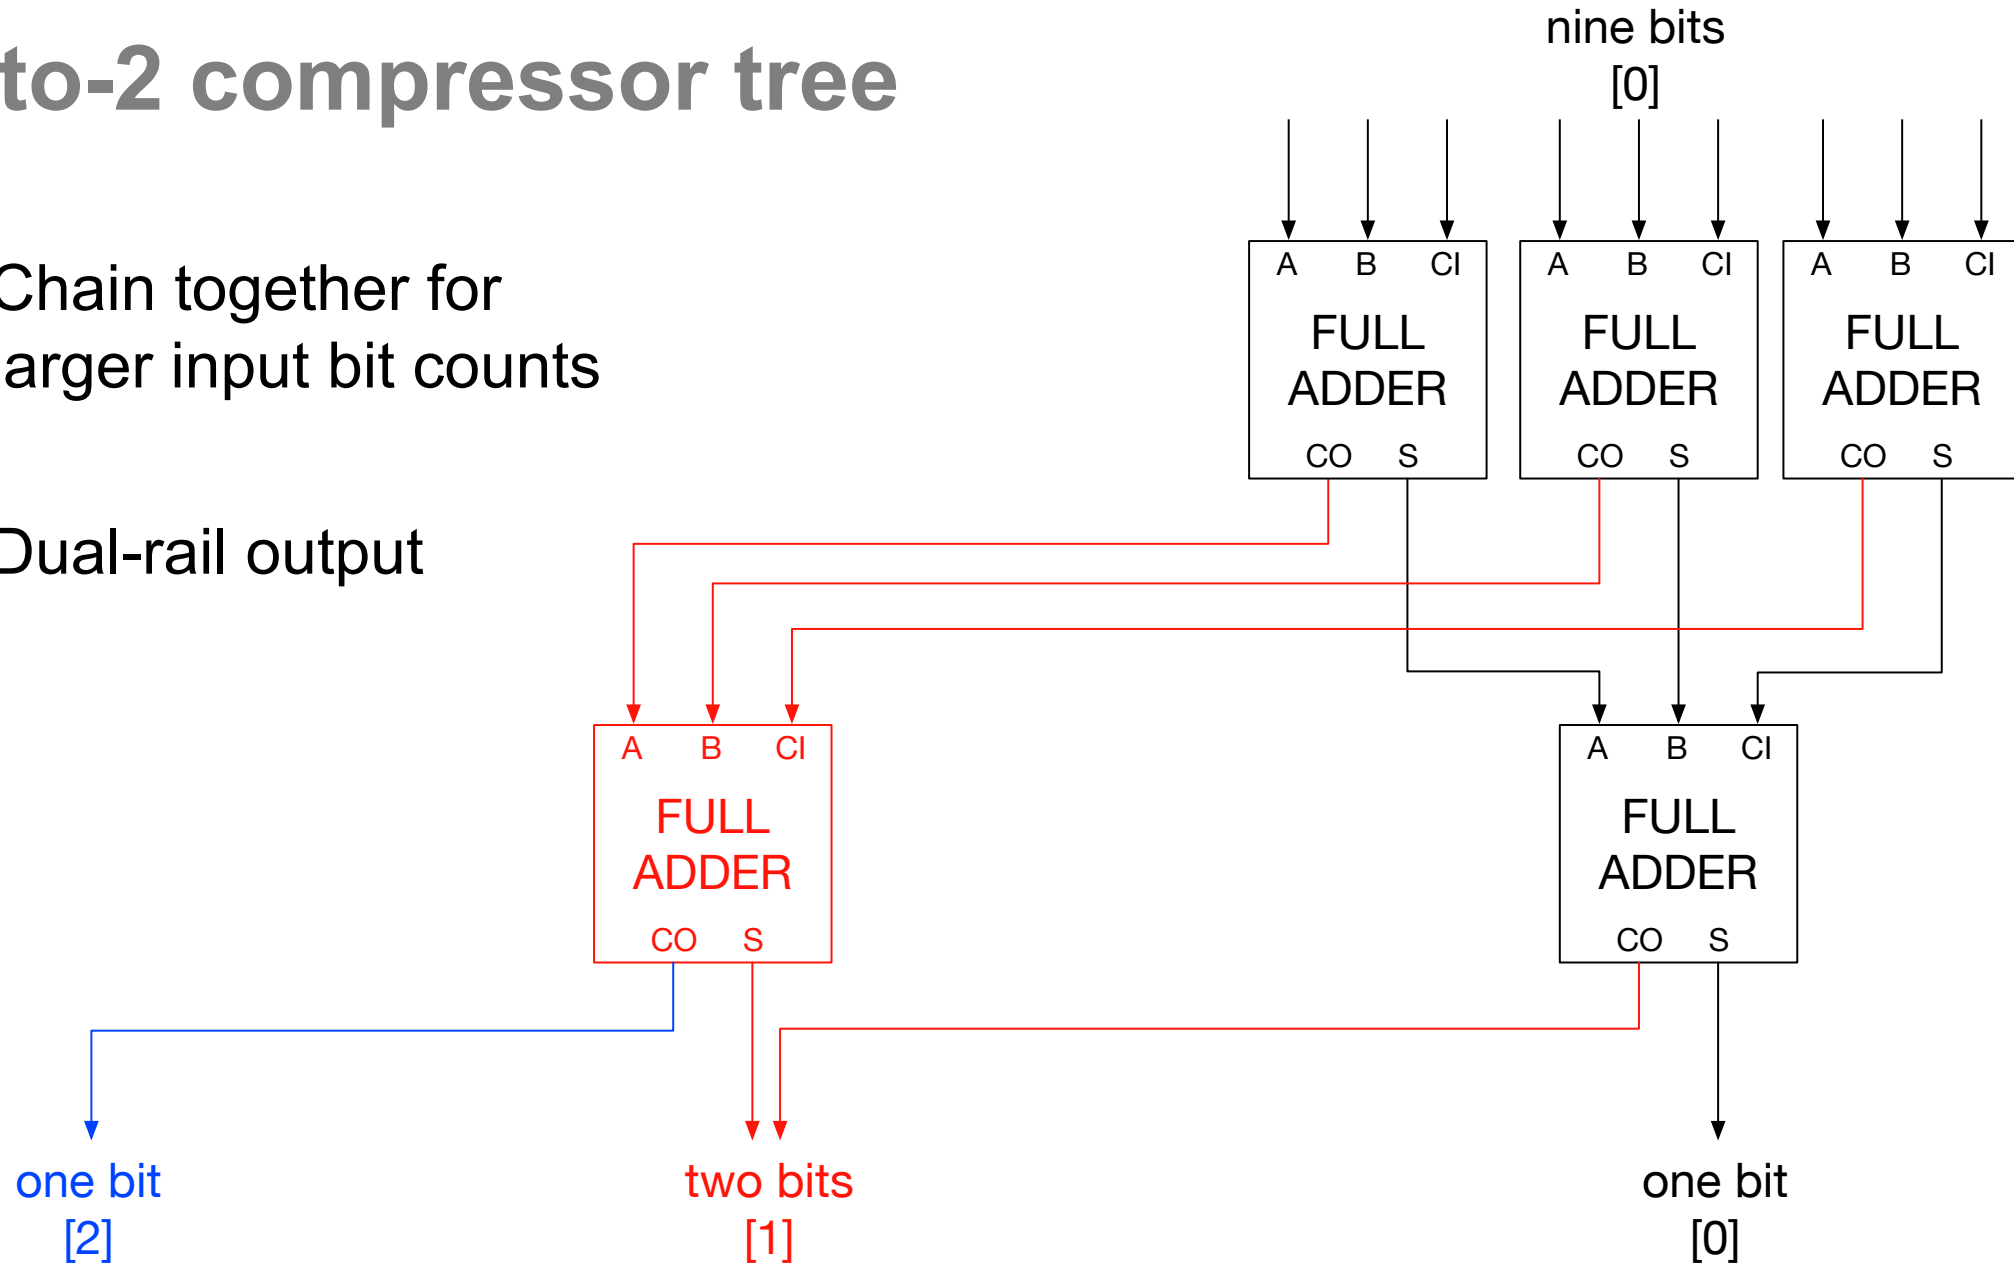 to-2 compressor tree
nine bits
[0]
Chain together for
larger input bit counts
Dual-rail output
A B CI A B CI A B CI
FULL FULL FULL
ADDER ADDER ADDER
CO S CO S CO S
A B CI A B CI
FULL FULL
ADDER ADDER
CO S CO S
one bit two bits one bit
[2] [1] [0]